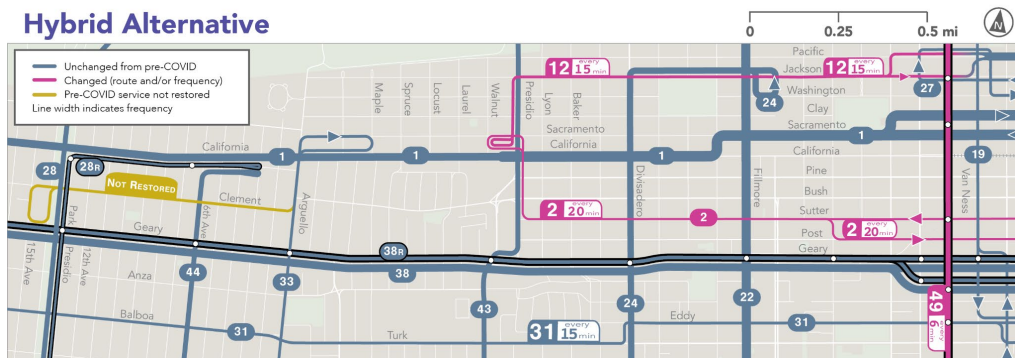 Hybrid Alternative
0 0.25 0.5 mi
N
Unchanged from pre-COVID
Changed (route and/or frequency)
Pre-COVID service not restored
Line width indicates frequency
Maple
Spruce
Locust
Laurel
Walnut
Presidio
Lyon
Baker
12 every 15 min
12 every 15 min
Pacific
Jackson
Washington
Clay
Sacramento
California
Pine
Bush
Sutter
Post
Geary
24
27
Sacramento
California
California
1
1
1
1
28
28R
NOT RESTORED
Clement
Arguello
6th Ave
Geary
Park Presidio
15th Ave
12th Ave
Divisadero
Fillmore
Van Ness
19
2 every 20 min
2
2 every 20 min
38R
38
44
33
43
24
22
49 every 6 min
Anza
Balboa
31
Turk
31 every 15 min
Eddy
31